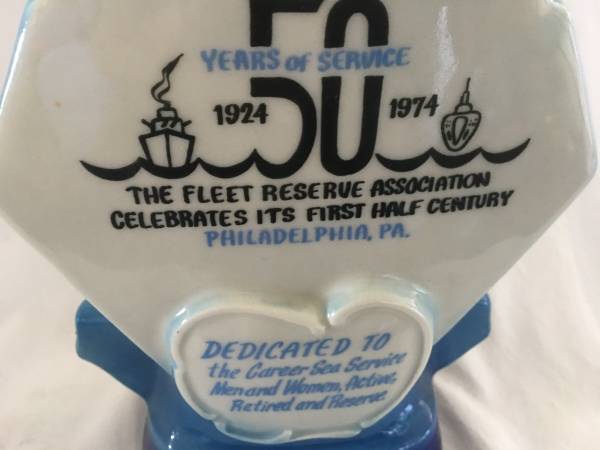 50
YEARS of SERVICE
1924 1974
THE FLEET RESERVE ASSOCIATION
CELEBRATES ITS FIRST HALF CENTURY
PHILADELPHIA, PA.
DEDICATED TO
the Career Sea Service
Men and Women, Active,
Retired and Reserve.